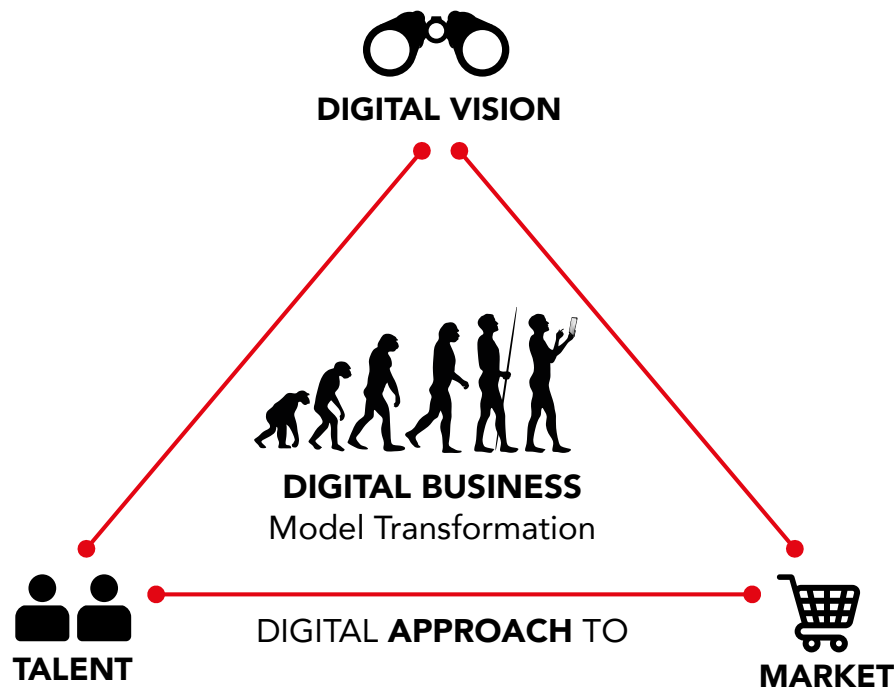 DIGITAL VISION
DIGITAL BUSINESS
Model Transformation
DIGITAL APPROACH TO
TALENT
MARKET